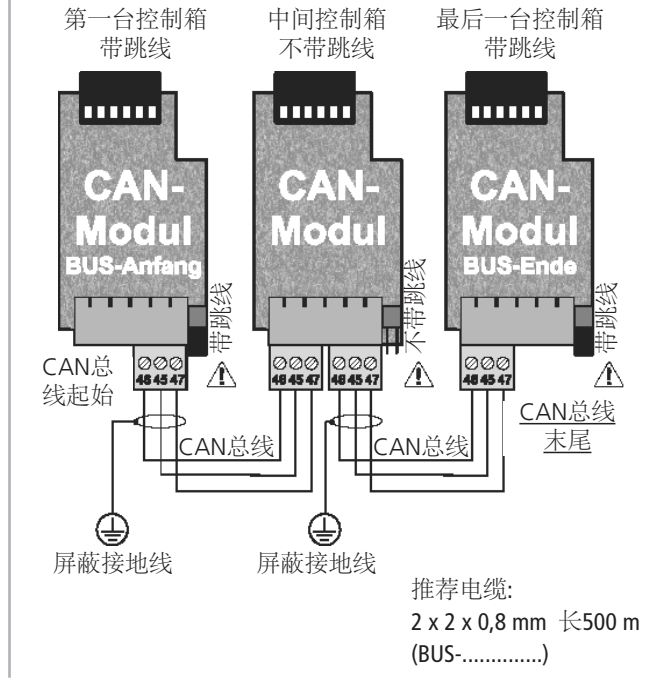 第一台控制箱
带跳线
中间控制箱
不带跳线
最后一台控制箱
带跳线
CAN-
Modul
BUS-Anfang
CAN-
Modul
CAN-
Modul
BUS-Ende
带跳线
不带跳线
带跳线
CAN总
线起始
46 45 47
46 45 47
46 45 47
46 45 47
CAN总线
末尾
CAN总线
CAN总线
屏蔽接地线
屏蔽接地线
推荐电缆:
2 x 2 x 0,8 mm 长500 m
(BUS-..............)